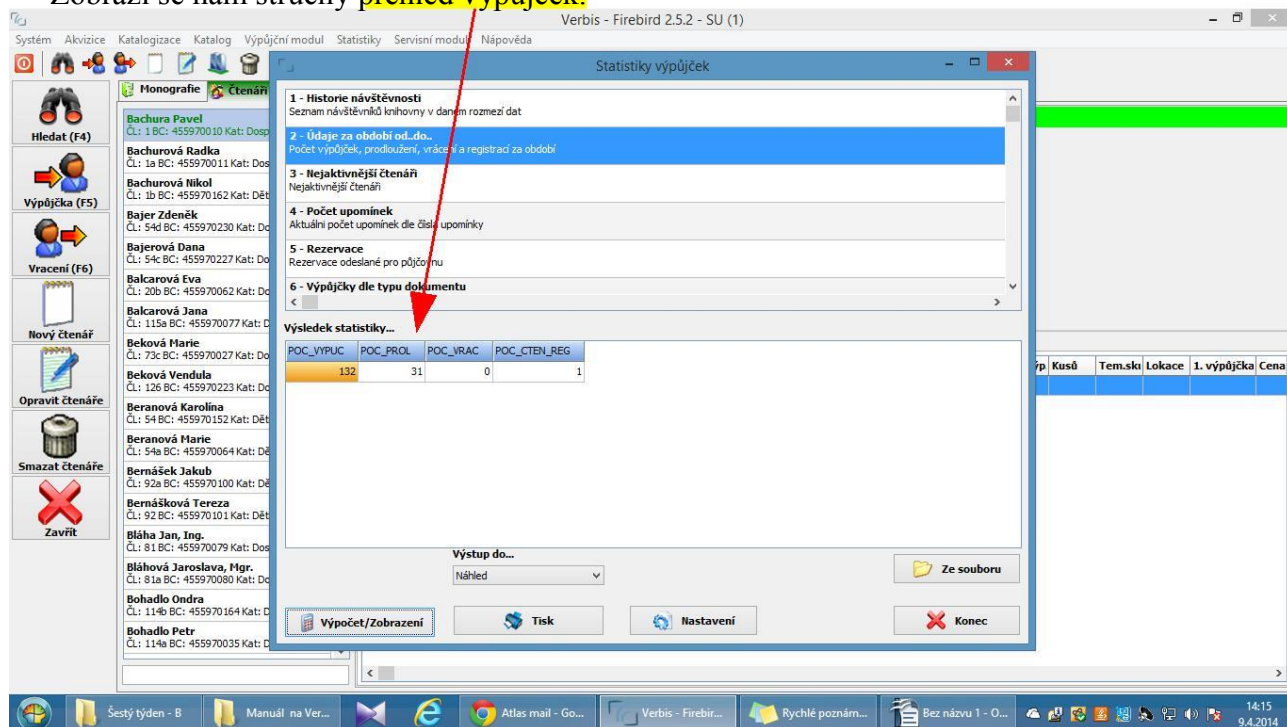 Zobrazí se nám stručný přehled výpůjček.
Verbis - Firebird 2.5.2 - SU (1)
Systém Akvizice Katalogizace Katalog Výpůjční modul Statistiky Servisní modul Nápověda
Statistiky výpůjček
Monografie Čtenáři
Hledat (F4)
Výpůjčka (F5)
Vracení (F6)
Nový čtenář
Opravit čtenáře
Smazat čtenáře
Zavřít
Bachura Pavel
ČL: 1 BC: 455970010 Kat: Dosp
Bachurová Radka
ČL: 1a BC: 455970011 Kat: Dos
Bachurová Nikol
ČL: 1b BC: 455970162 Kat: Dět
Bajer Zdeněk
ČL: 54d BC: 455970230 Kat: Do
Bajerová Dana
ČL: 54c BC: 455970227 Kat: Do
Balcarová Eva
ČL: 20b BC: 455970062 Kat: Do
Balcarová Jana
ČL: 115a BC: 455970077 Kat: D
Beková Marie
ČL: 73c BC: 455970027 Kat: Do
Beková Vendula
ČL: 126 BC: 455970223 Kat: Do
Beranová Karolína
ČL: 54 BC: 455970152 Kat: Dět
Beranová Marie
ČL: 54a BC: 455970064 Kat: Dě
Bernášek Jakub
ČL: 92a BC: 455970100 Kat: Dě
Bernášková Tereza
ČL: 92 BC: 455970101 Kat: Dět
Bláha Jan, Ing.
ČL: 81 BC: 455970079 Kat: Dos
Bláhová Jaroslava, Mgr.
ČL: 81a BC: 455970080 Kat: Do
Bohadlo Ondra
ČL: 114b BC: 455970164 Kat: D
Bohadlo Petr
ČL: 114a BC: 455970035 Kat: D
1 - Historie návštěvnosti
Seznam návštěvníků knihovny v daném rozmezí dat
2 - Údaje za období od..do..
Počet výpůjček, prodloužení, vrácení a registrací za období
3 - Nejaktivnější čtenáři
Nejaktivnější čtenáři
4 - Počet upomínek
Aktuálni počet upomínek dle čísla upomínky
5 - Rezervace
Rezervace odeslané pro půjčovnu
6 - Výpůjčky dle typu dokumentu
Výsledek statistiky...
POC_VYPUC POC_PROL POC_VRAC POC_CTEN_REG
132 31 0 1
Výstup do...
Náhled
Ze souboru
Výpočet/Zobrazení Tisk Nastavení Konec
ýp Kusů Tem.sku Lokace 1. výpůjčka Cena
Šestý týden - B Manuál na Ver... Atlas mail - Go... Verbis - Firebir... Rychlé poznám... Bez názvu 1 - O...
14:15
9.4.2014